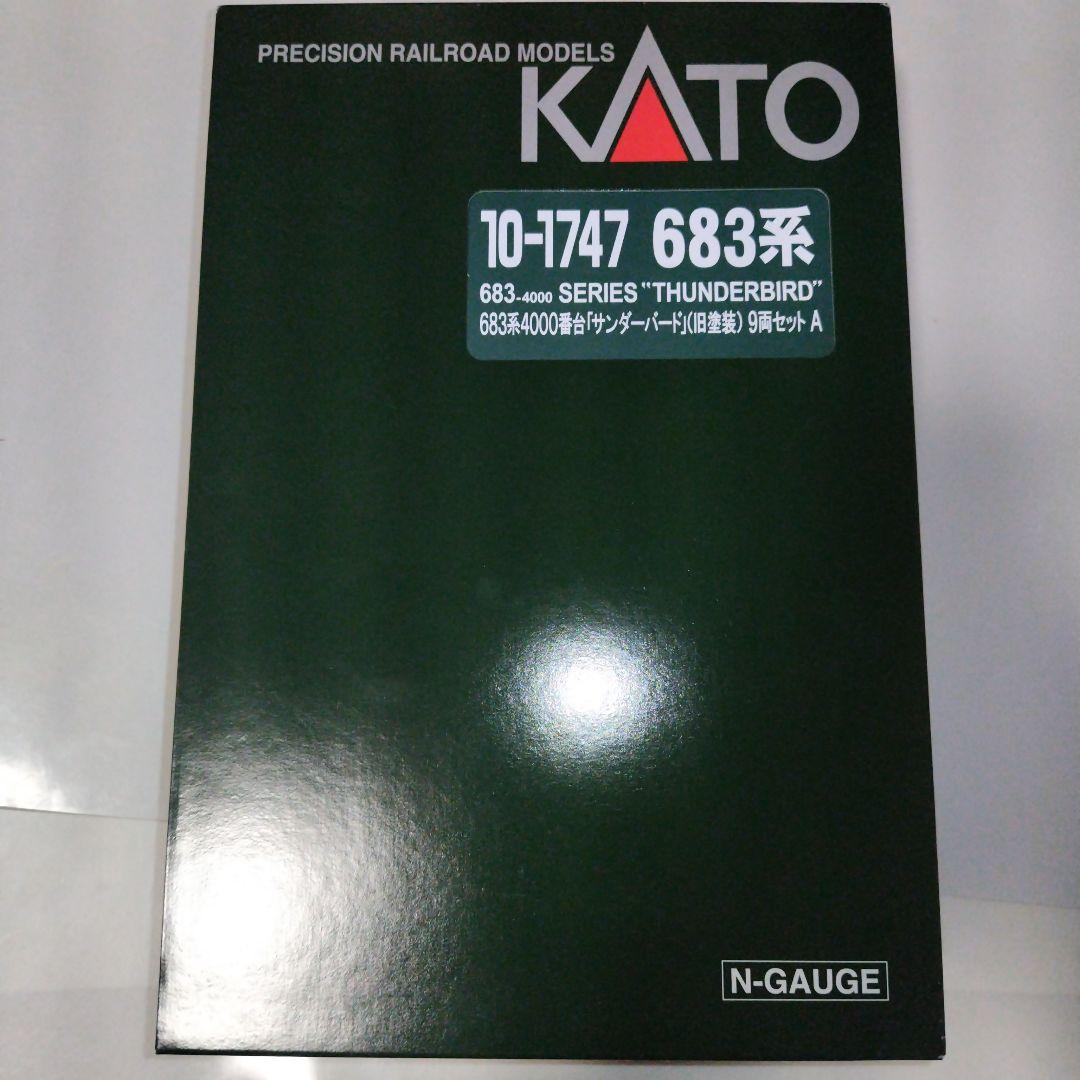 PRECISION RAILROAD MODELS
KATO
10-1747 683系
683-4000 SERIES “THUNDERBIRD”
683系4000番台「サンダーバード」(旧塗装) 9両セット A
N-GAUGE